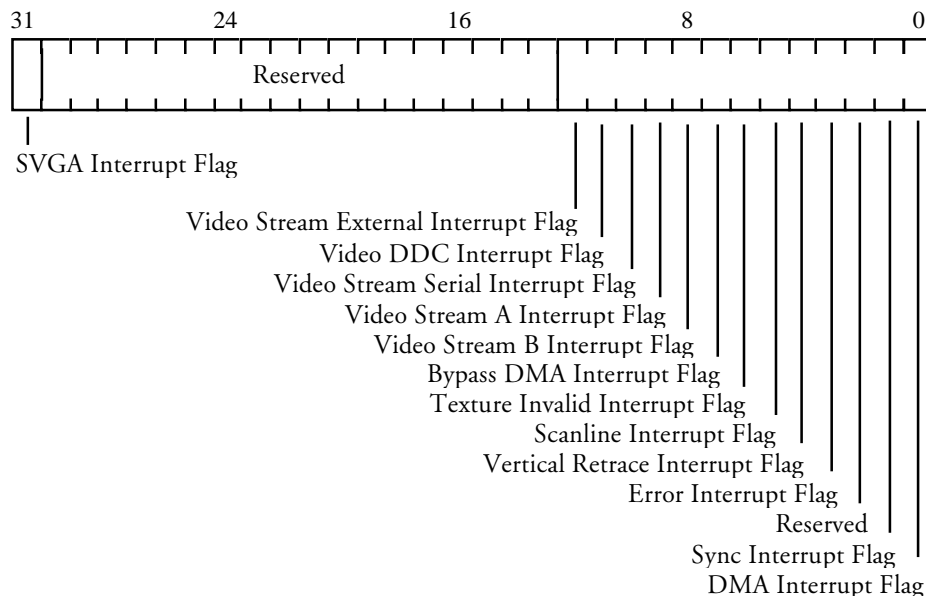 31 24 16 8 0
Reserved
SVGA Interrupt Flag
Video Stream External Interrupt Flag
Video DDC Interrupt Flag
Video Stream Serial Interrupt Flag
Video Stream A Interrupt Flag
Video Stream B Interrupt Flag
Bypass DMA Interrupt Flag
Texture Invalid Interrupt Flag
Scanline Interrupt Flag
Vertical Retrace Interrupt Flag
Error Interrupt Flag
Reserved
Sync Interrupt Flag
DMA Interrupt Flag